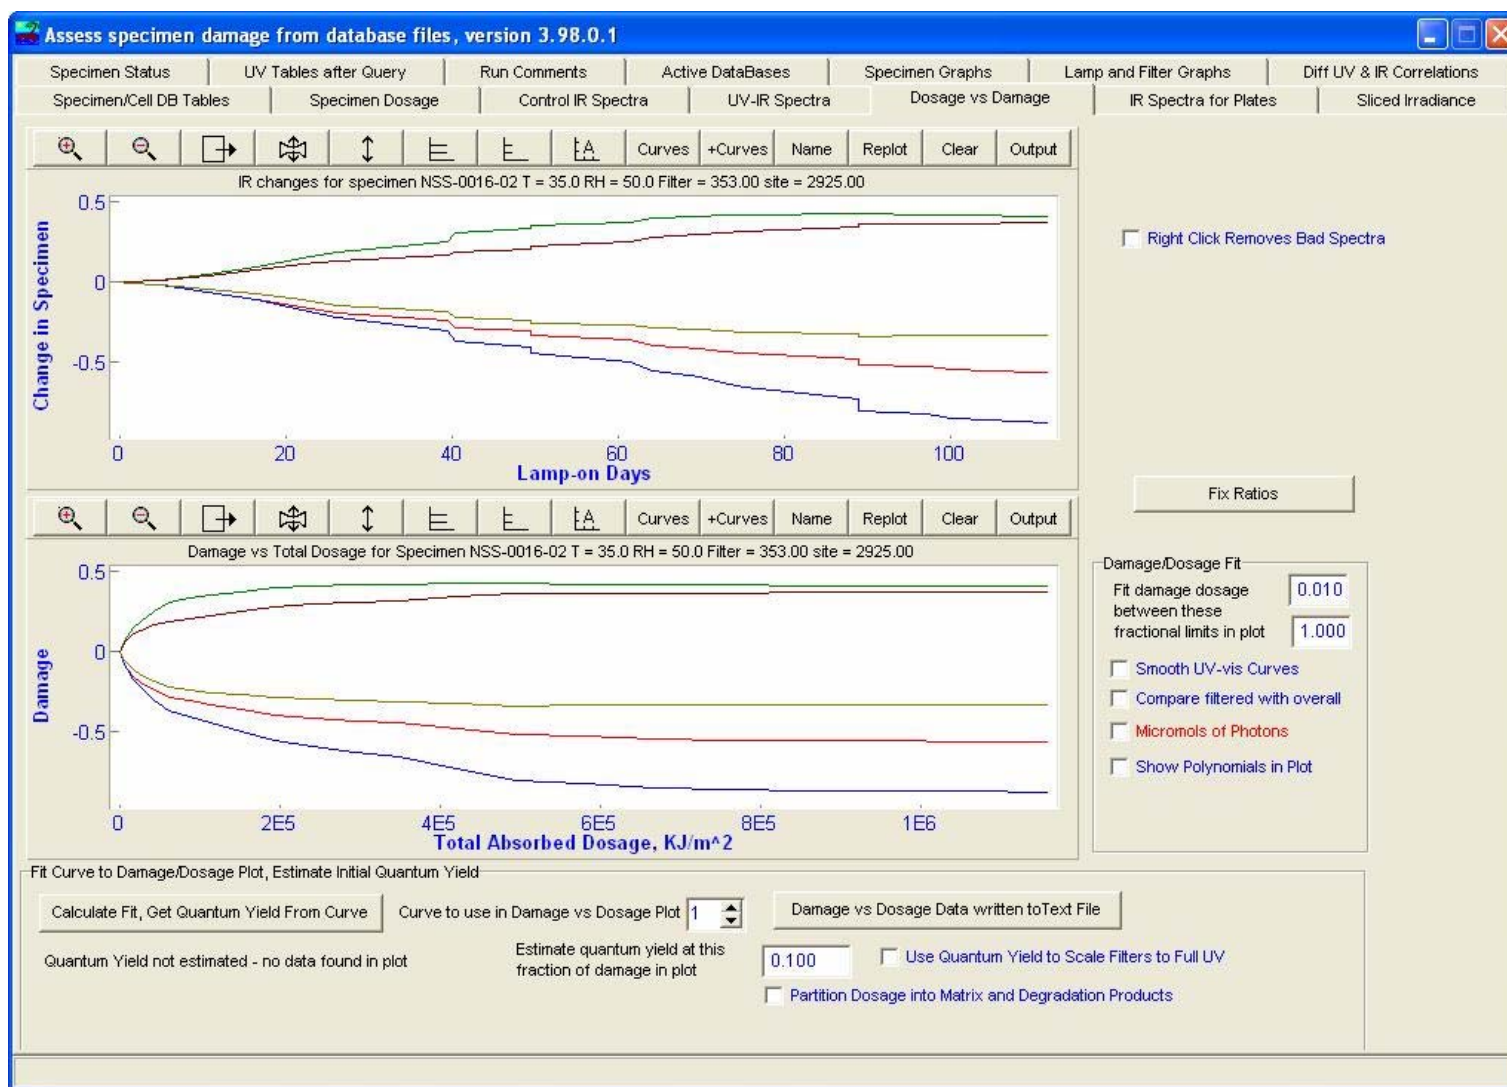 Assess specimen damage from database files, version 3.98.0.1
Specimen Status UV Tables after Query Run Comments Active DataBases Specimen Graphs Lamp and Filter Graphs Diff UV & IR Correlations
Specimen/Cell DB Tables Specimen Dosage Control IR Spectra UV-IR Spectra Dosage vs Damage IR Spectra for Plates Sliced Irradiance
A Curves +Curves Name Replot Clear Output
IR changes for specimen NSS-0016-02 T = 35.0 RH = 50.0 Filter = 353.00 site = 2925.00
0.5
0
-0.5
Change in Specimen
0 20 40 60 80 100
Lamp-on Days
Right Click Removes Bad Spectra
Fix Ratios
A Curves +Curves Name Replot Clear Output
Damage vs Total Dosage for Specimen NSS-0016-02 T = 35.0 RH = 50.0 Filter = 353.00 site = 2925.00
0.5
0
-0.5
Damage
0 2E5 4E5 6E5 8E5 1E6
Total Absorbed Dosage, KJ/m^2
Damage/Dosage Fit
Fit damage dosage
between these
fractional limits in plot
0.010
1.000
Smooth UV-vis Curves
Compare filtered with overall
Micromols of Photons
Show Polynomials in Plot
Fit Curve to Damage/Dosage Plot, Estimate Initial Quantum Yield
Calculate Fit, Get Quantum Yield From Curve Curve to use in Damage vs Dosage Plot 1 Damage vs Dosage Data written toText File
Quantum Yield not estimated - no data found in plot
Estimate quantum yield at this
fraction of damage in plot
0.100
Use Quantum Yield to Scale Filters to Full UV
Partition Dosage into Matrix and Degradation Products